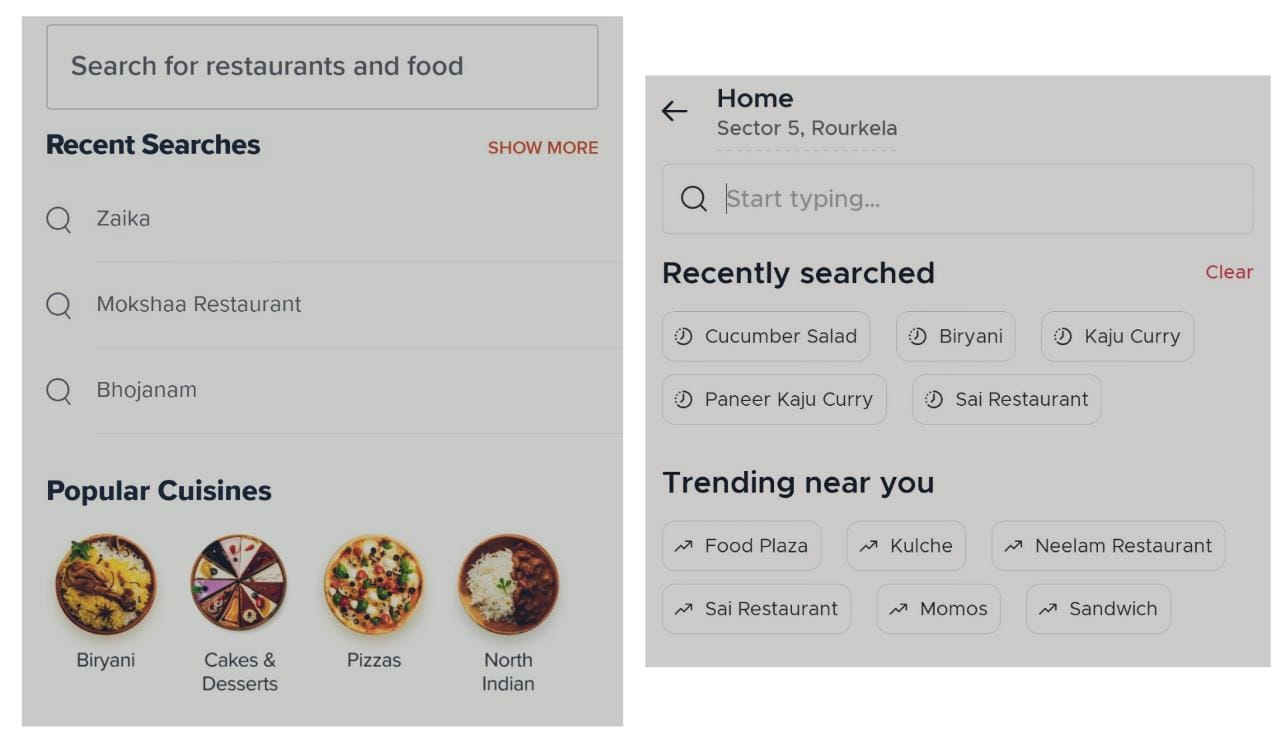 Search for restaurants and food
Recent Searches SHOW MORE
Zaika
Mokshaa Restaurant
Bhojanam
Popular Cuisines
Biryani Cakes & Pizzas North
Desserts Indian
Home
Sector 5, Rourkela
Start typing...
Recently searched Clear
Cucumber Salad Biryani Kaju Curry
Paneer Kaju Curry Sai Restaurant
Trending near you
Food Plaza Kulche Neelam Restaurant
Sai Restaurant Momos Sandwich